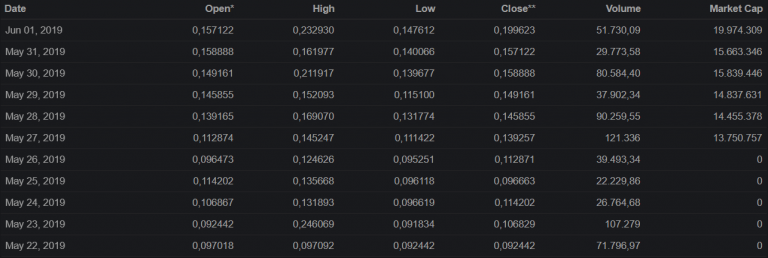 Date Open* High Low Close** Volume Market Cap
Jun 01, 2019 0,157122 0,232930 0,147612 0,199623 51.730,09 19.974.309
May 31, 2019 0,158888 0,161977 0,140066 0,157122 29.773,58 15.663.346
May 30, 2019 0,149161 0,211917 0,139677 0,158888 80.584,40 15.839.446
May 29, 2019 0,145855 0,152093 0,115100 0,149161 37.902,34 14.837.631
May 28, 2019 0,139165 0,169070 0,131774 0,145855 90.259,55 14.455.378
May 27, 2019 0,112874 0,145247 0,111422 0,139257 121.336 13.750.757
May 26, 2019 0,096473 0,124626 0,095251 0,112871 39.493,34 0
May 25, 2019 0,114202 0,135668 0,096118 0,096663 22.229,86 0
May 24, 2019 0,106867 0,131893 0,096619 0,114202 26.764,68 0
May 23, 2019 0,092442 0,246069 0,091834 0,106829 107.279 0
May 22, 2019 0,097018 0,097092 0,092442 0,092442 71.796,97 0